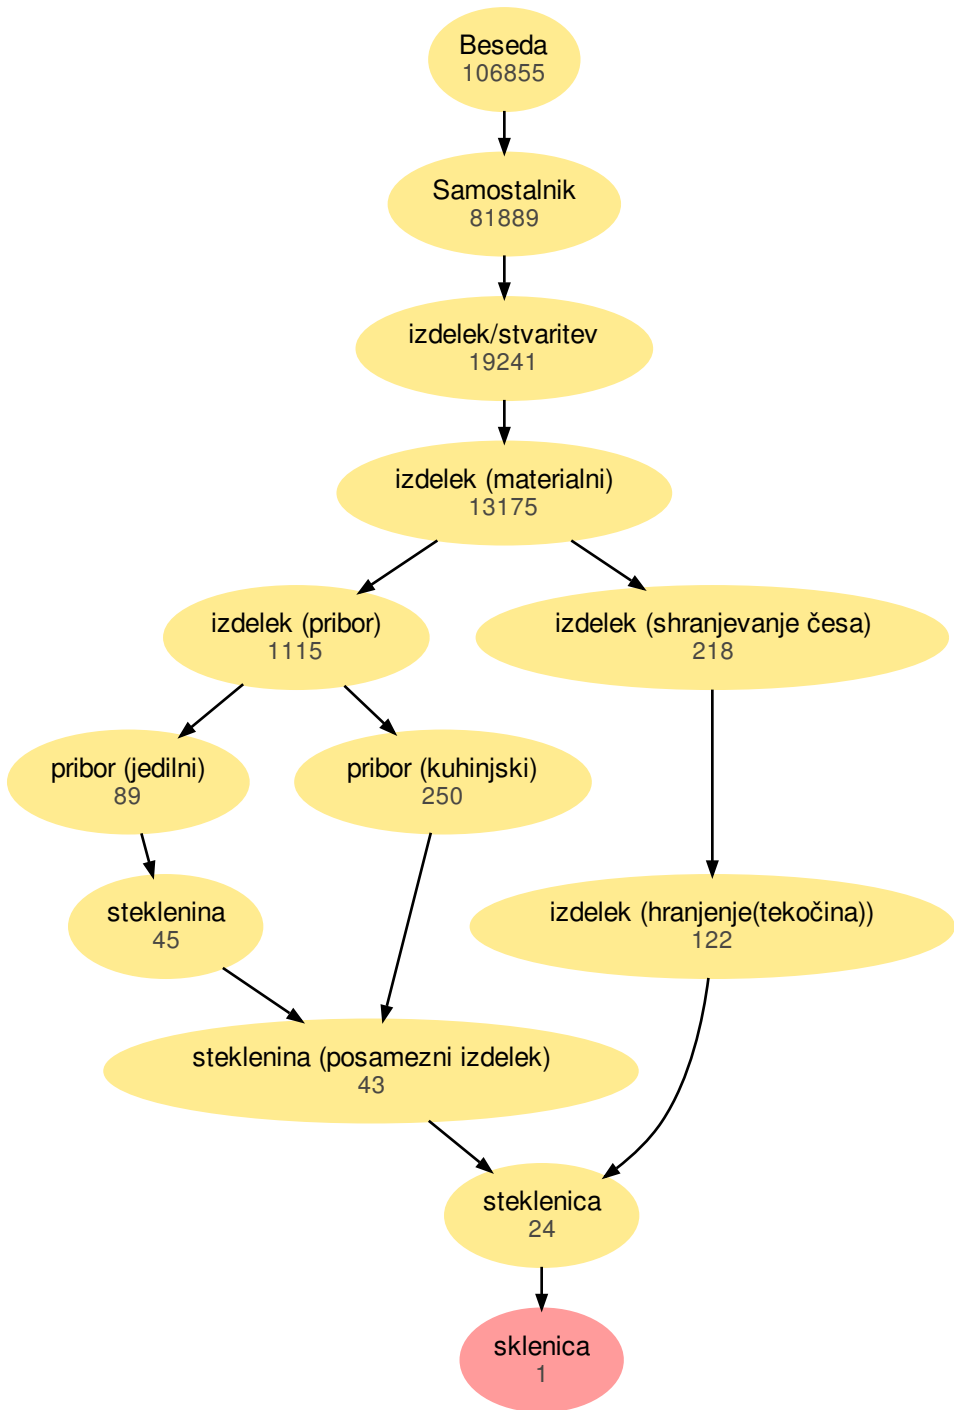 Beseda
106855
Samostalnik
81889
izdelek/stvaritev
19241
izdelek (materialni)
13175
izdelek (pribor)
1115
izdelek (shranjevanje česa)
218
pribor (jedilni)
89
pribor (kuhinjski)
250
steklenina
45
izdelek (hranjenje(tekočina))
122
steklenina (posamezni izdelek)
43
steklenica
24
sklenica
1